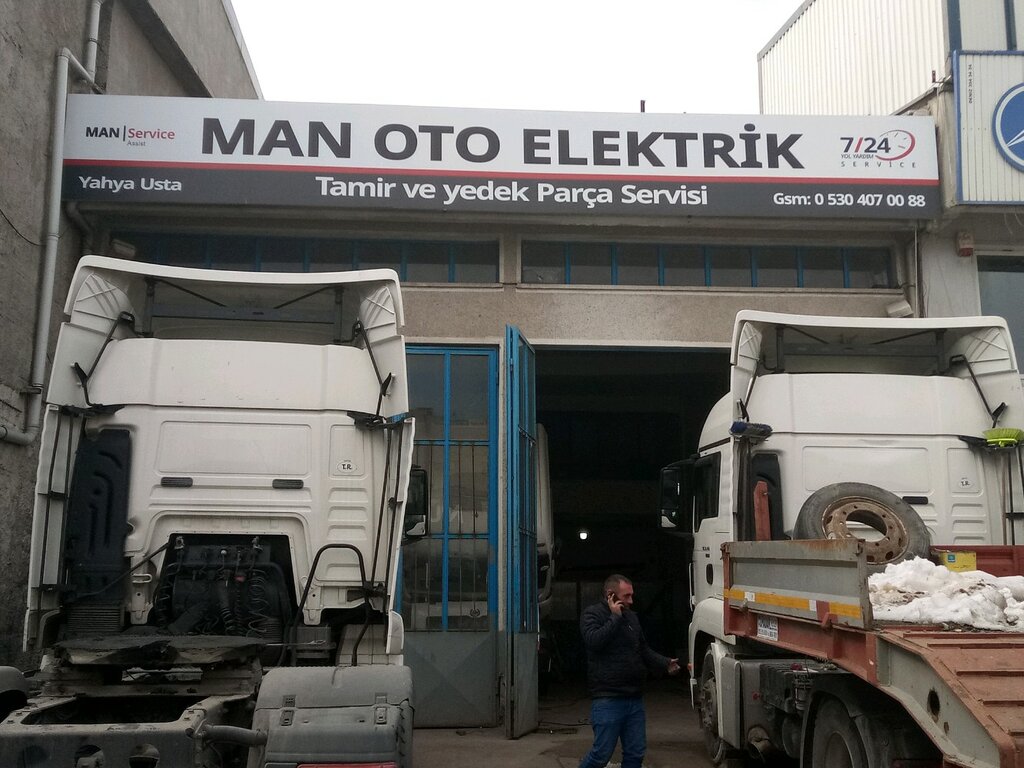 MAN | Service
Assist
MAN OTO ELEKTRİK
7/24
YOL YARDIM
SERVICE
Yahya Usta
Tamir ve yedek Parça Servisi
Gsm: 0 530 407 00 88
T.R.
T.R.